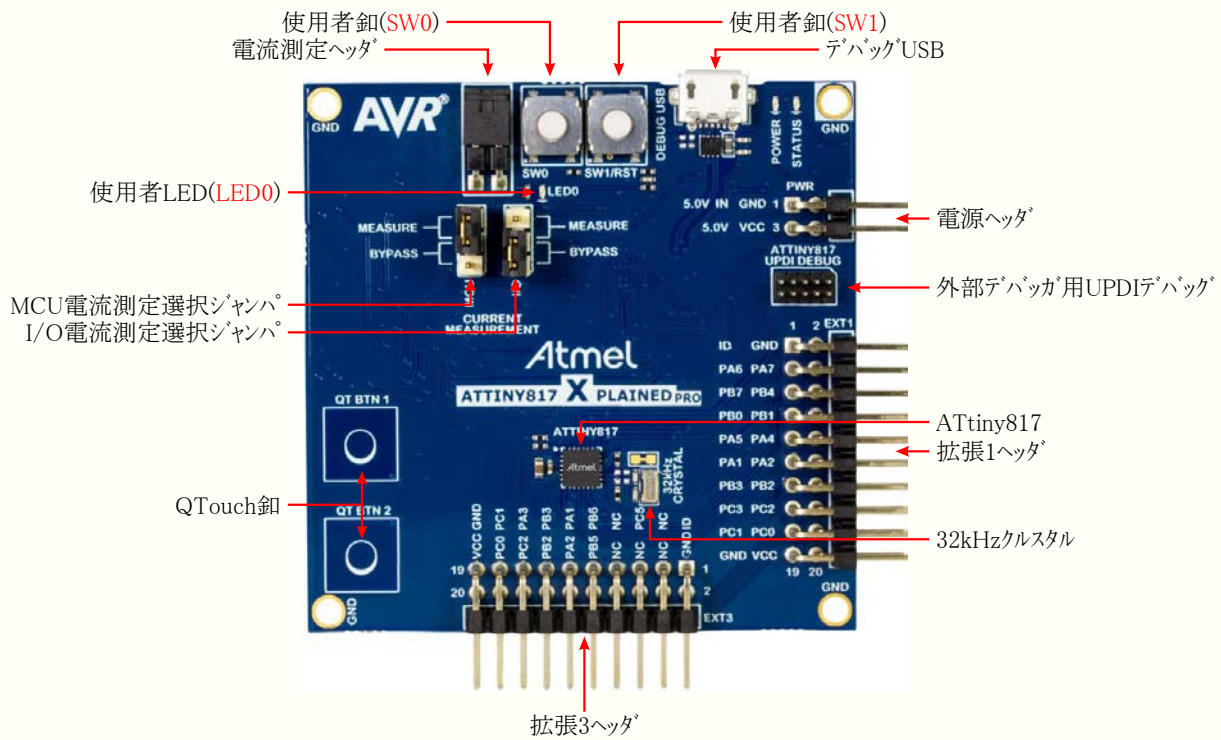 使用者釦(SW0)
使用者釦(SW1)
電流測定ヘッダ
デバッグUSB
AVR®
GND
DEBUG USB
POWER
STATUS
GND
SW0
SW1/RST
使用者LED(LED0)
LED0
PWR
5.0V IN GND 1
5.0V VCC 3
電源ヘッダ
MEASURE
MEASURE
BYPASS
BYPASS
ATTINY817
UPDI DEBUG
外部デバッガ用UPDIデバッグ
MCU電流測定選択ジャンパ
I/O電流測定選択ジャンパ
MCU
CURRENT
MEASUREMENT
1 2 EXT1
ID GND
PA6 PA7
PB7 PB4
PB0 PB1
PA5 PA4
PA1 PA2
PB3 PB2
PC3 PC2
PC1 PC0
GND VCC
19 20
Atmel
ATTINY817 XPLAINED PRO
QT BTN 1
ATTINY817
Atmel
32kHz
CRYSTAL
ATtiny817
拡張1ヘッダ
QTouch釦
QT BTN 2
32kHzクルスタル
VCC GND
PC0 PC1
PC2 PA3
PB2 PB3
PA2 PA1
PB5 PB6
NC NC
NC PC5
NC NC
GND ID
19
1
20
2
GND
GND
EXT3
拡張3ヘッダ